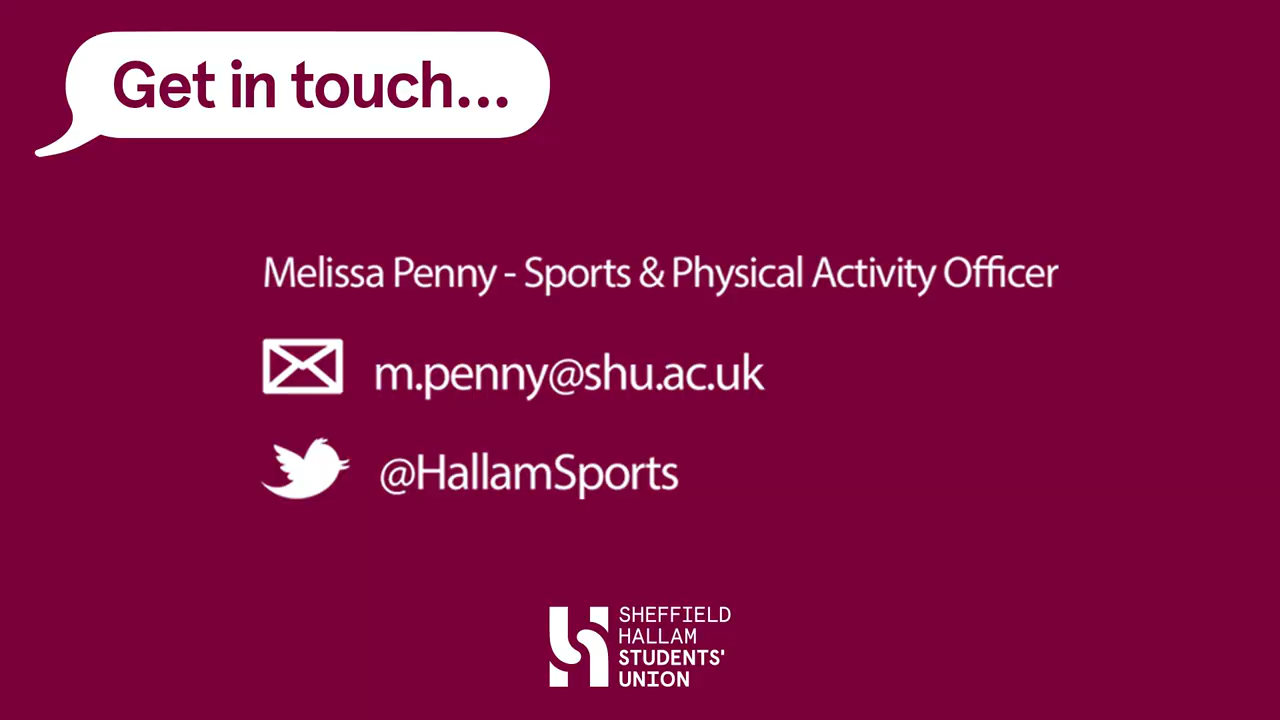 Get in touch...
Melissa Penny - Sports & Physical Activity Officer
m.penny@shu.ac.uk
@HallamSports
SHEFFIELD
HALLAM
STUDENTS'
UNION